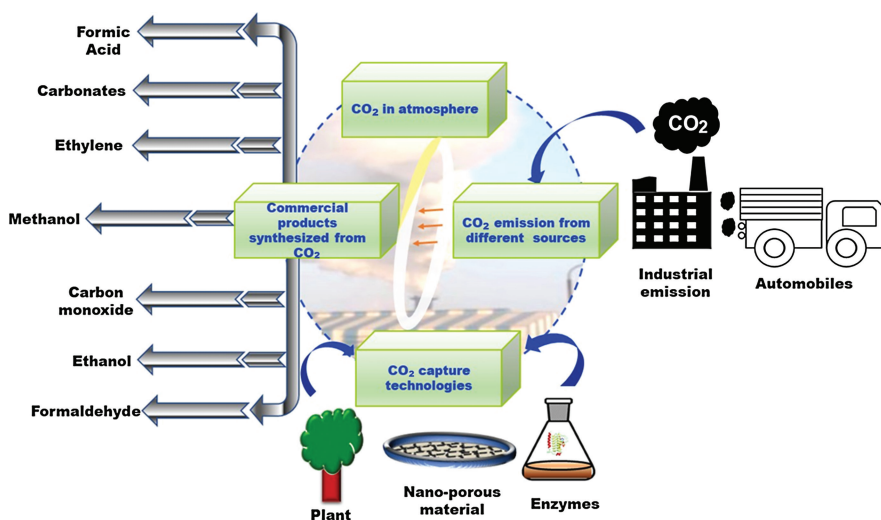 Formic
Acid
Carbonates
Ethylene
Methanol
Carbon
monoxide
Ethanol
Formaldehyde
CO₂ in atmosphere
Commercial
products
synthesized from
CO₂
CO₂ emission from
different sources
CO₂ capture
technologies
CO₂
Industrial
emission
Automobiles
Plant
Nano-porous
material
Enzymes